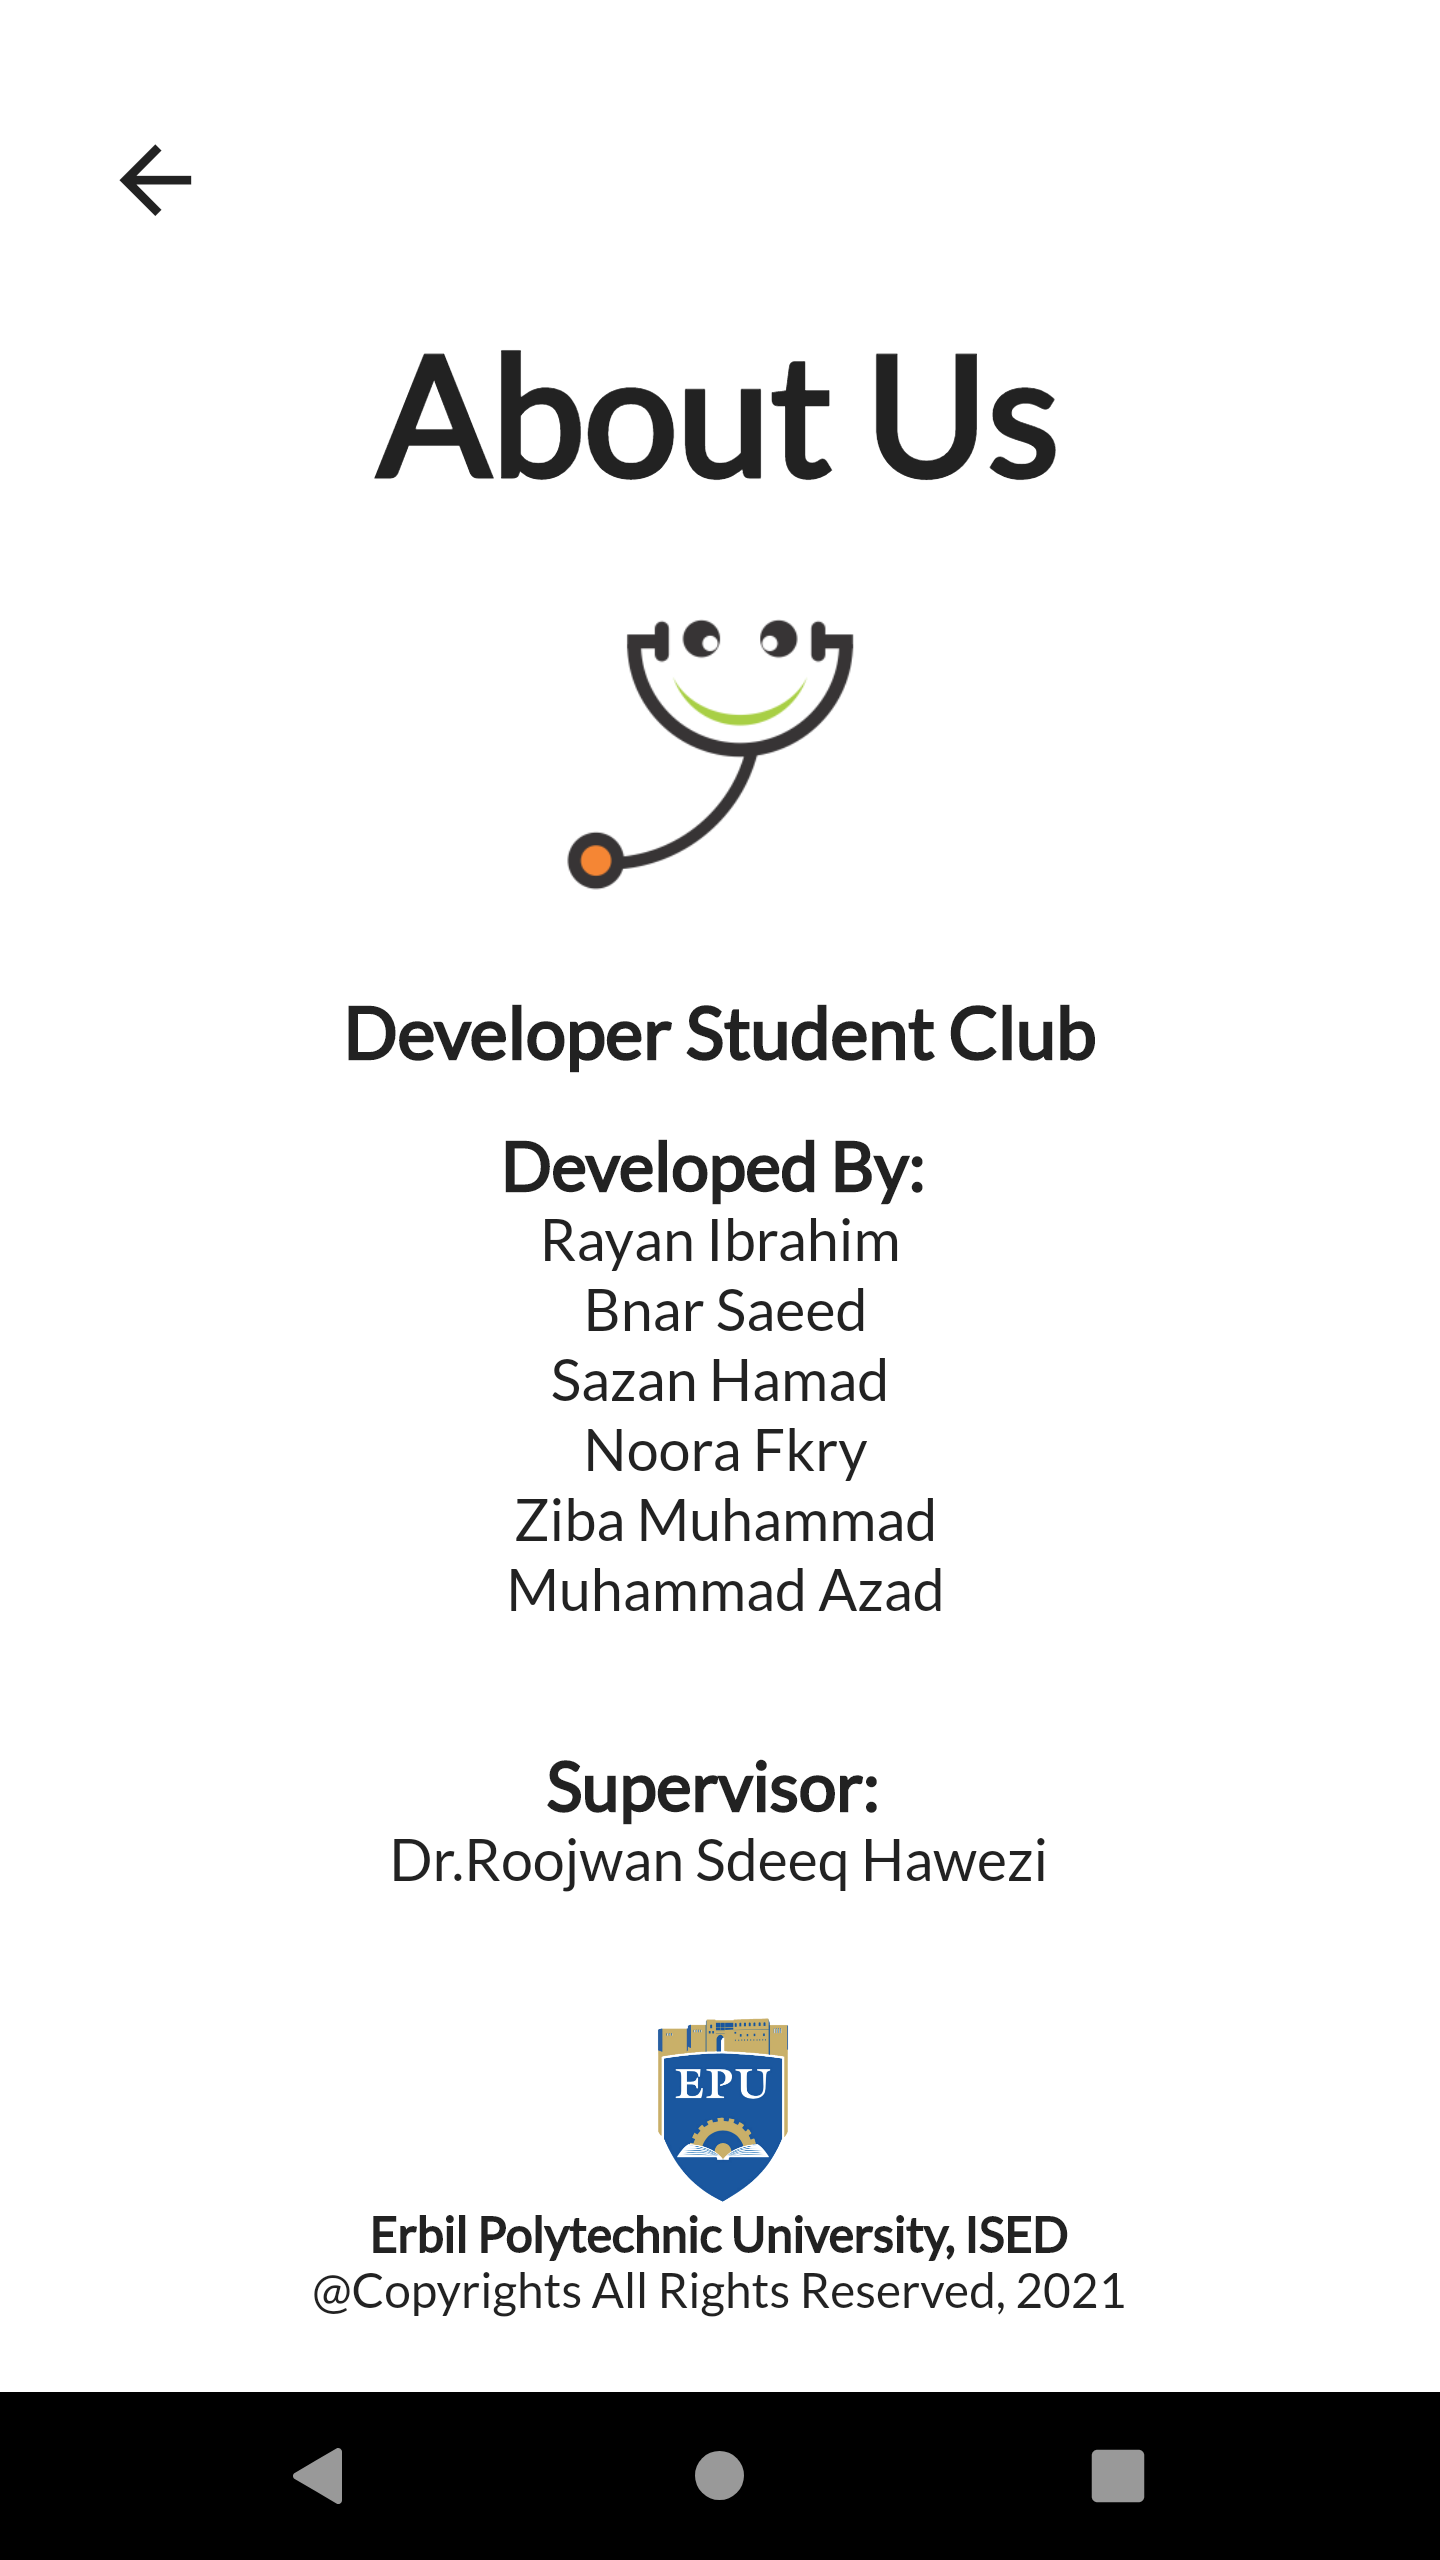 About Us
Developer Student Club
Developed By:
Rayan Ibrahim
Bnar Saeed
Sazan Hamad
Noora Fkry
Ziba Muhammad
Muhammad Azad
Supervisor:
Dr.Roojwan Sdeeq Hawezi
EPU
Erbil Polytechnic University, ISED
@Copyrights All Rights Reserved, 2021